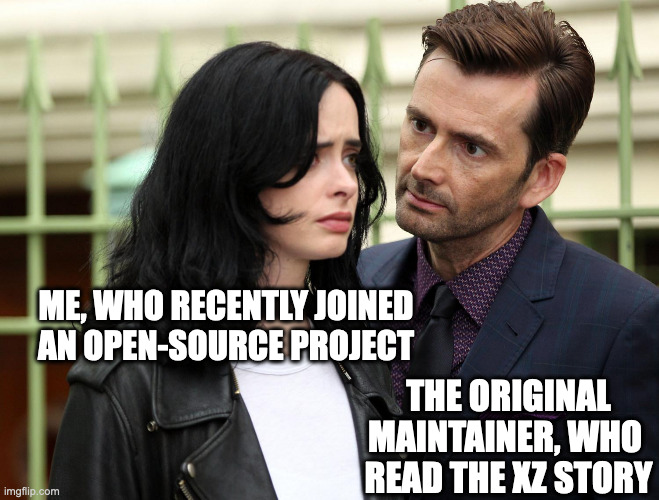 ME, WHO RECENTLY JOINED
AN OPEN-SOURCE PROJECT
THE ORIGINAL
MAINTAINER, WHO
READ THE XZ STORY
imgflip.com